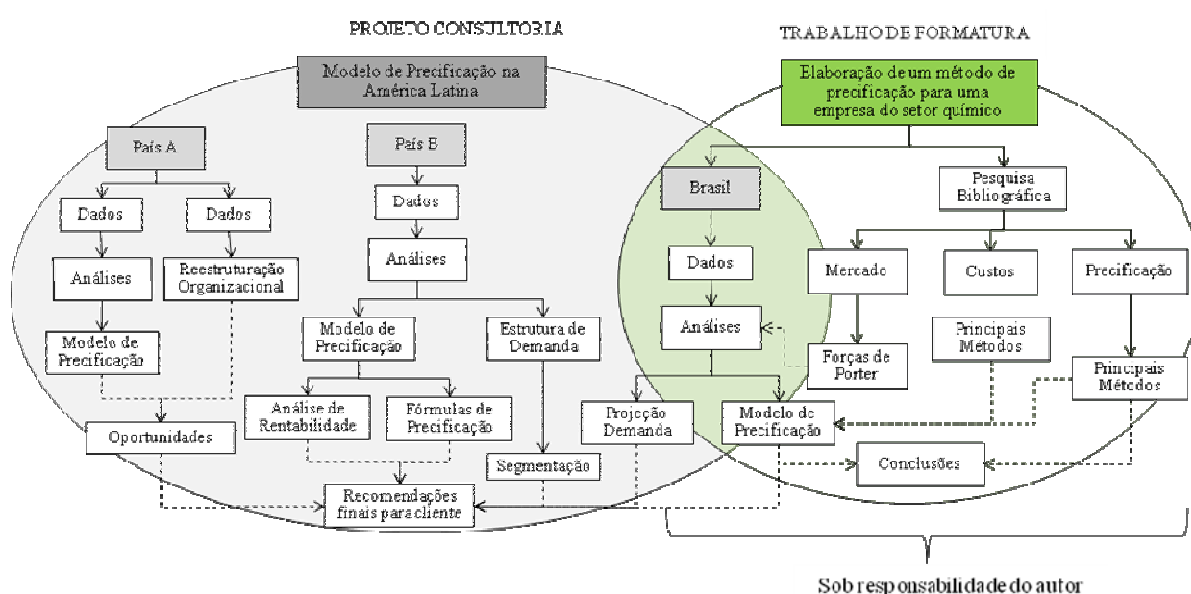 PROJETO CONSULTORIA
TRABALHO DE FORMATURA
Modelo de Precificação na
América Latina
Elaboração de um método de
precificação para uma
empresa do setor químico
País A
País B
Brasil
Pesquisa
Bibliográfica
Dados
Dados
Dados
Dados
Mercado
Custos
Precificação
Análises
Reestruturação
Organizacional
Análises
Análises
Modelo de
Precificação
Modelo de
Precificação
Estrutura de
Demanda
Forças de
Porter
Principais
Métodos
Principais
Métodos
Oportunidades
Análise de
Rentabilidade
Fórmulas de
Precificação
Projeção
Demanda
Modelo de
Precificação
Segmentação
Conclusões
Recomendações
finais para cliente
Sob responsabilidade do autor